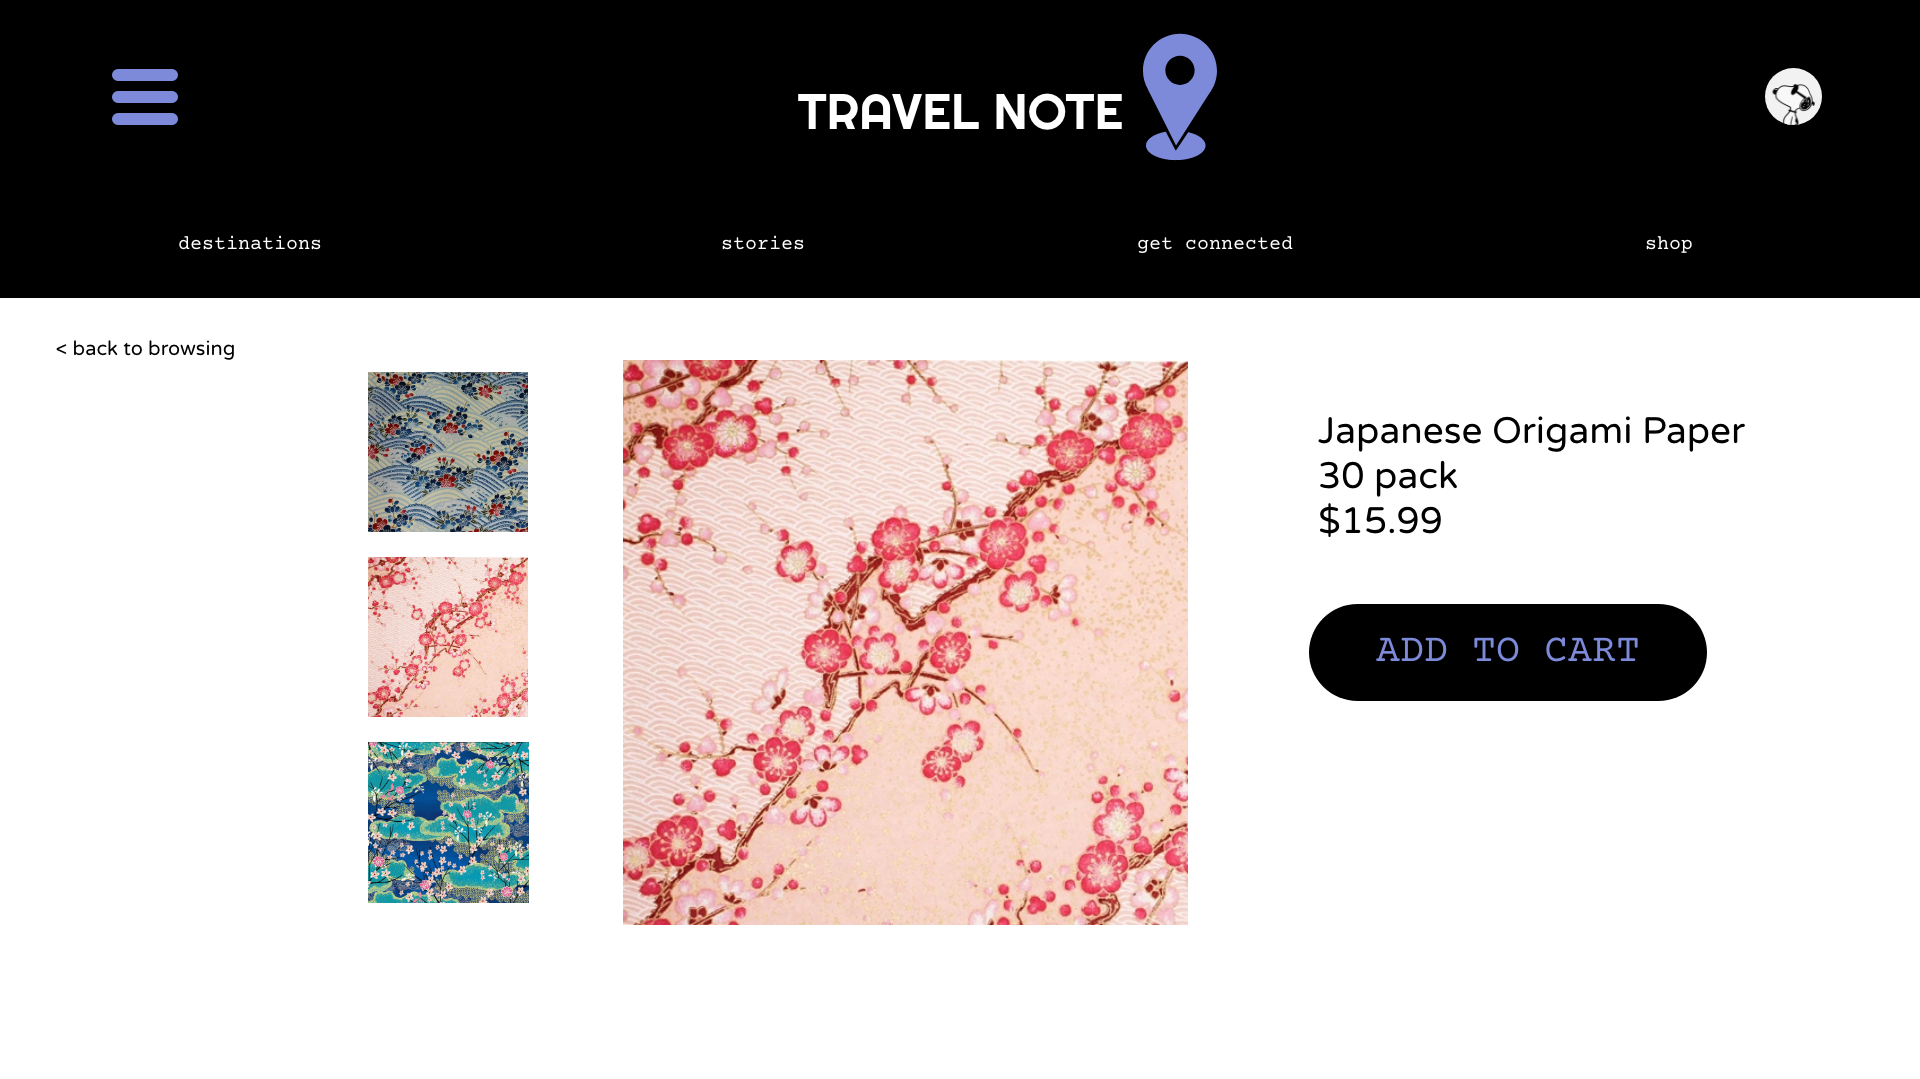 TRAVEL NOTE
destinations
stories
get connected
shop
< back to browsing
Japanese Origami Paper
30 pack
$15.99
ADD TO CART